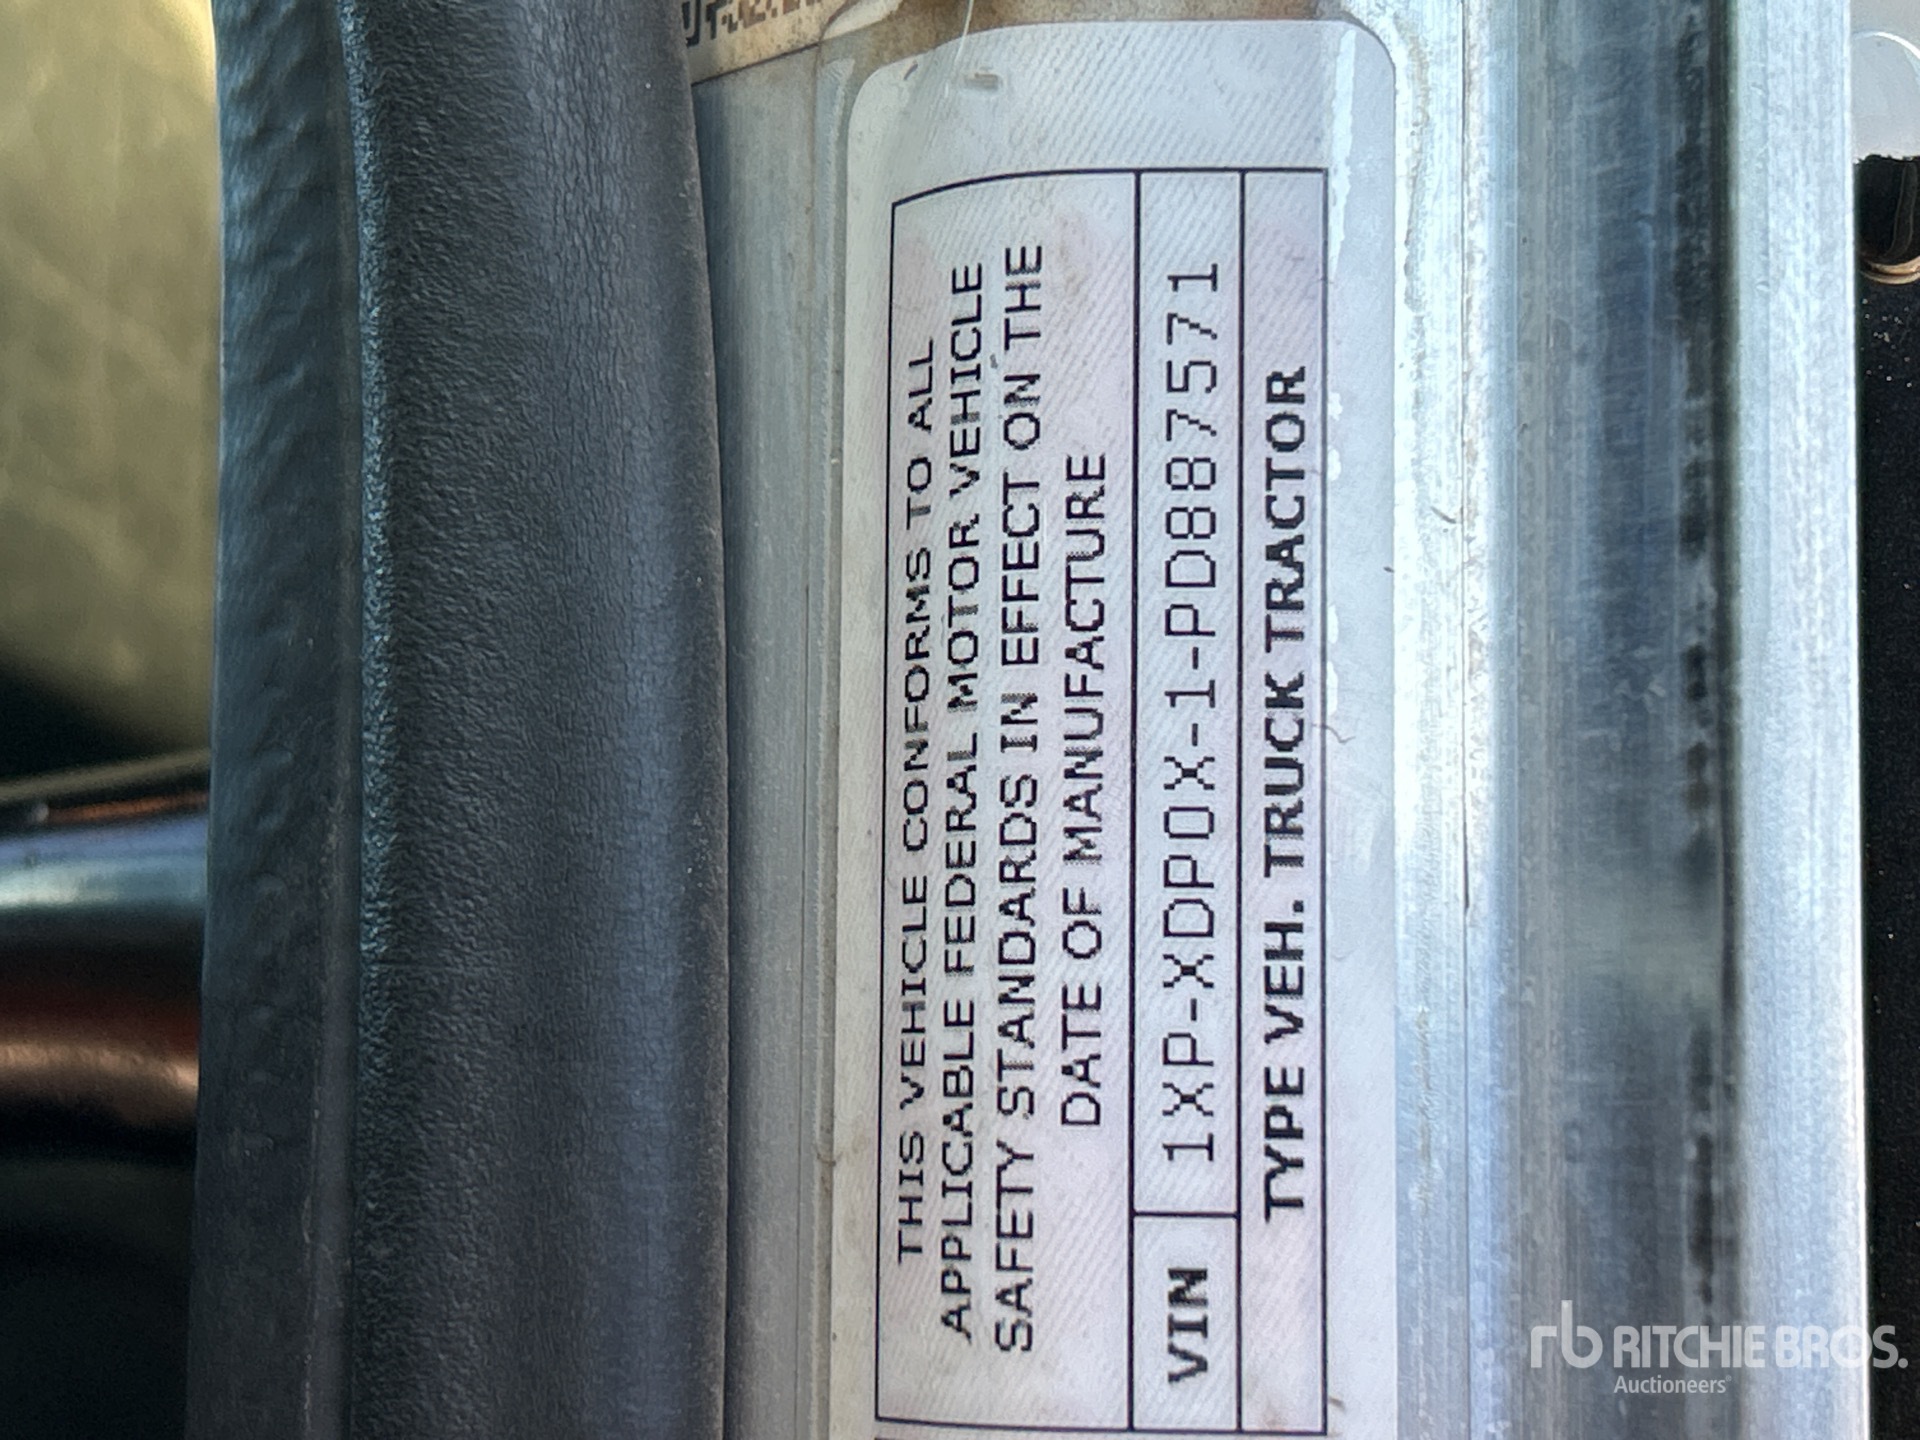 THIS VEHICLE CONFORMS TO ALL
APPLICABLE FEDERAL MOTOR VEHICLE
SAFETY STANDARDS IN EFFECT ON THE
DATE OF MANUFACTURE
VIN 1XP-XDP0X-1-PD887571
TYPE VEH. TRUCK TRACTOR
rb RITCHIE BROS.
Auctioneers